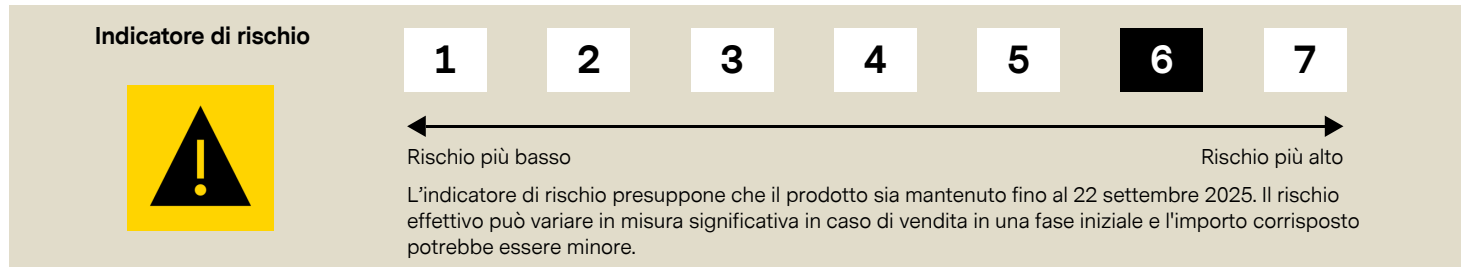 Indicatore di rischio
1 2 3 4 5 6 7
Rischio più basso
Rischio più alto
L’indicatore di rischio presuppone che il prodotto sia mantenuto fino al 22 settembre 2025. Il rischio
effettivo può variare in misura significativa in caso di vendita in una fase iniziale e l'importo corrisposto
potrebbe essere minore.